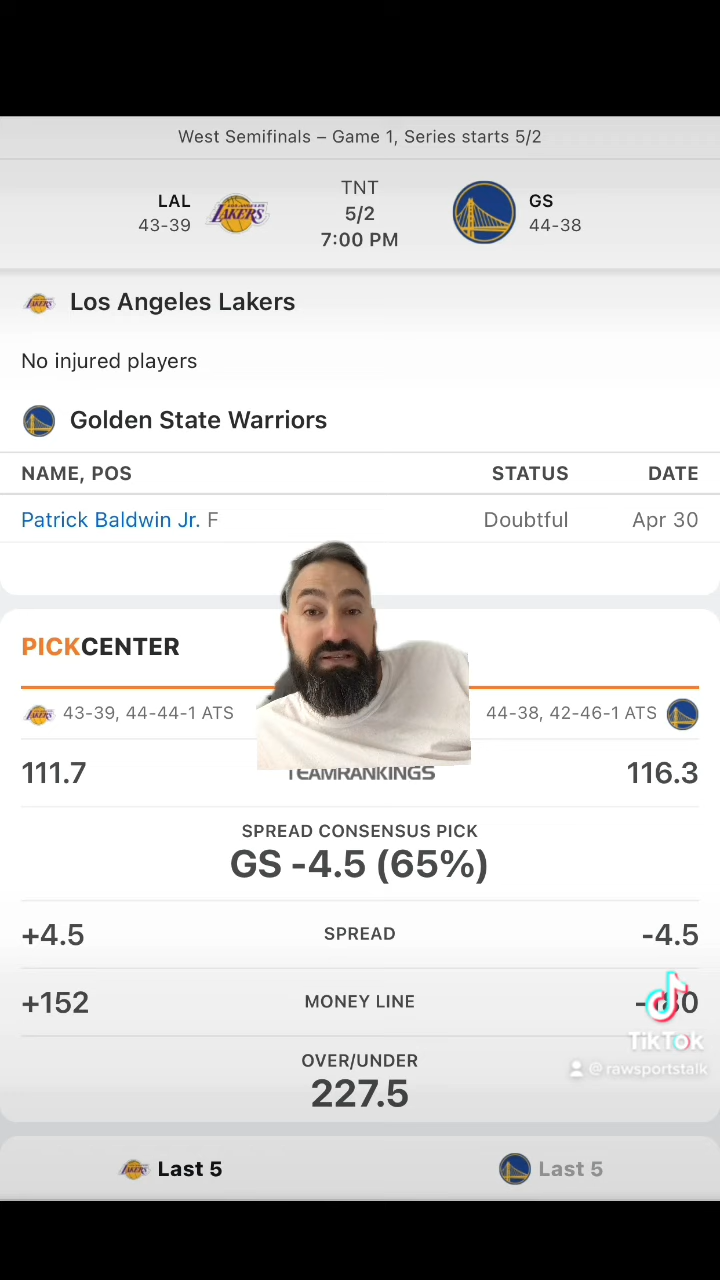 West Semifinals – Game 1, Series starts 5/2
LAL
43-39
LAKERS
TNT
5/2
7:00 PM
GS
44-38
Los Angeles Lakers
No injured players
Golden State Warriors
NAME, POS STATUS DATE
Patrick Baldwin Jr. F Doubtful Apr 30
PICKCENTER
43-39, 44-44-1 ATS 44-38, 42-46-1 ATS
111.7 TEAMRANKINGS 116.3
SPREAD CONSENSUS PICK
GS -4.5 (65%)
+4.5 SPREAD -4.5
+152 MONEY LINE
TikTok
@rawsportstalk
OVER/UNDER
227.5
Last 5 Last 5